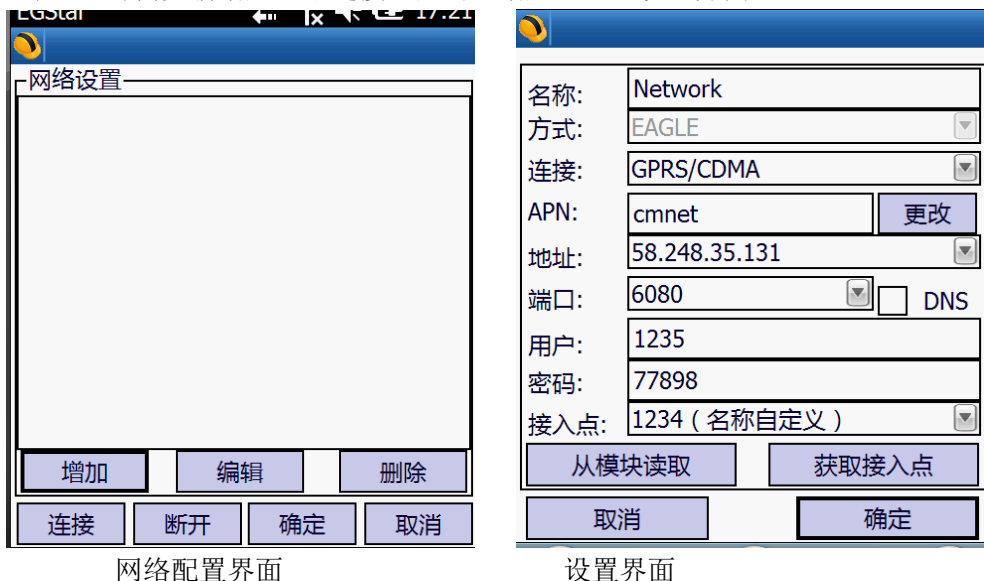 EGStar 17:21
网络设置
增加 编辑 删除
连接 断开 确定 取消
名称: Network
方式: EAGLE
连接: GPRS/CDMA
APN: cmnet 更改
地址: 58.248.35.131
端口: 6080 DNS
用户: 1235
密码: 77898
接入点: 1234（名称自定义）
从模块读取 获取接入点
取消 确定
网络配置界面 设置界面